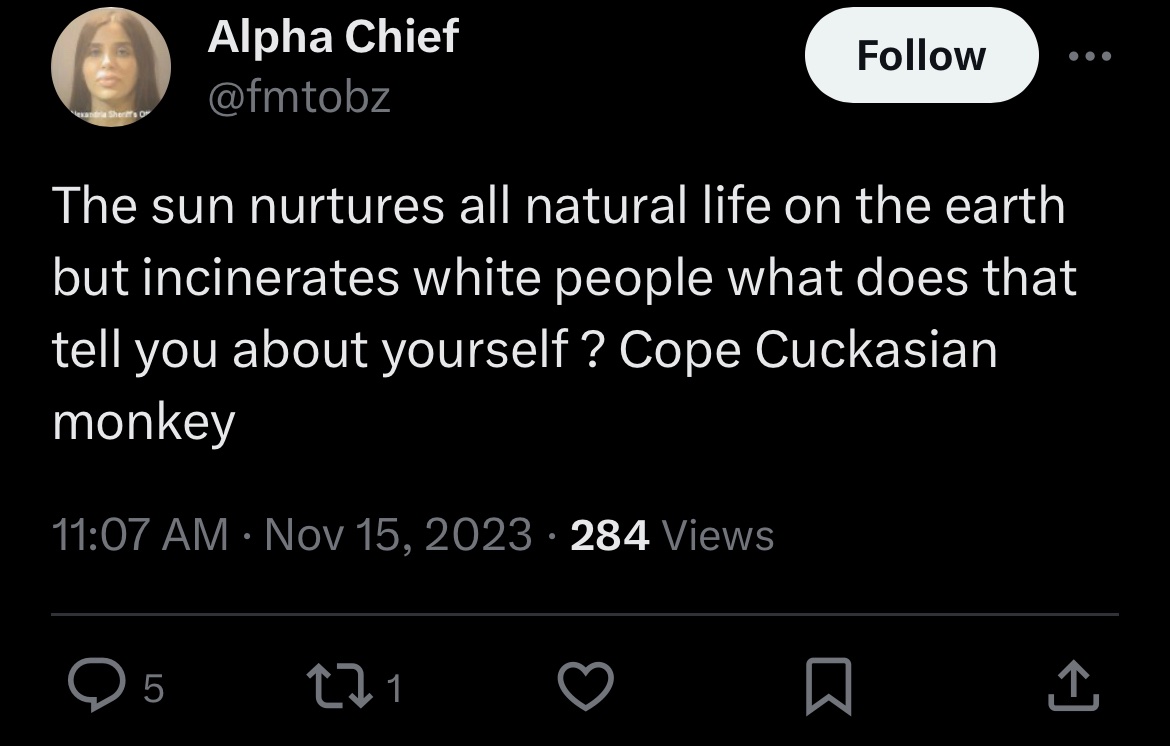 Alpha Chief
@fmtobz
Follow
The sun nurtures all natural life on the earth
but incinerates white people what does that
tell you about yourself ? Cope Cuckasian
monkey
11:07 AM · Nov 15, 2023 · 284 Views
5
1